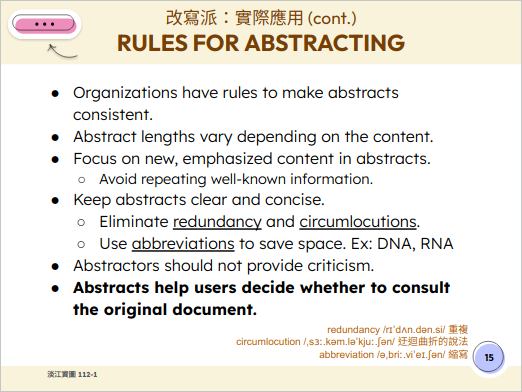 改寫派：實際應用 (cont.)
RULES FOR ABSTRACTING
● Organizations have rules to make abstracts
consistent.
● Abstract lengths vary depending on the content.
● Focus on new, emphasized content in abstracts.
○ Avoid repeating well-known information.
● Keep abstracts clear and concise.
○ Eliminate redundancy and circumlocutions.
○ Use abbreviations to save space. Ex: DNA, RNA
● Abstractors should not provide criticism.
● Abstracts help users decide whether to consult
the original document.
redundancy /rɪˈdʌn.dən.si/ 重複
circumlocution /ˌsɜː.kəm.ləˈkjuː.ʃən/ 迂迴曲折的說法
abbreviation /əˌbriː.viˈeɪ.ʃən/ 縮寫
15
淡江資圖 112-1